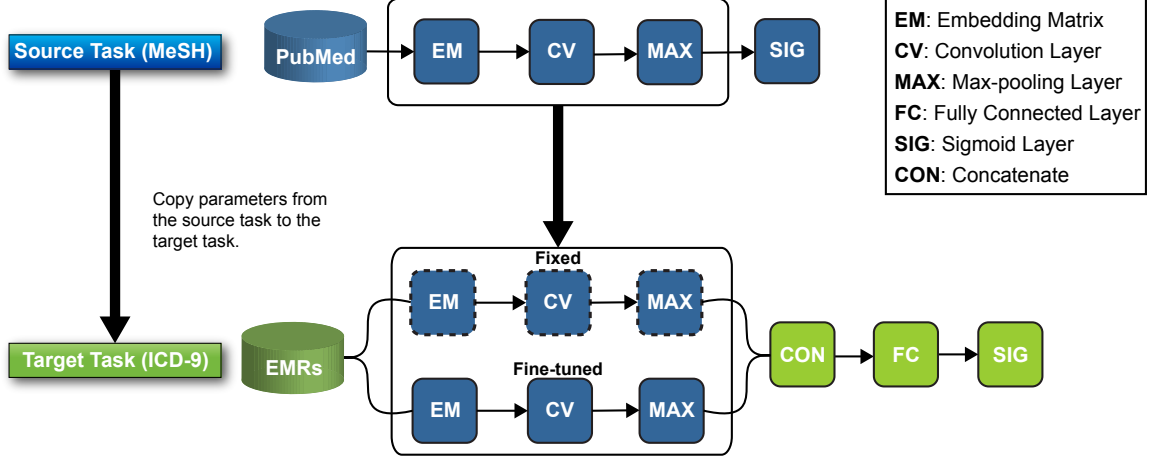 Source Task (MeSH)
PubMed
EM
CV
MAX
SIG
EM: Embedding Matrix
CV: Convolution Layer
MAX: Max-pooling Layer
FC: Fully Connected Layer
SIG: Sigmoid Layer
CON: Concatenate
Copy parameters from
the source task to the
target task.
Fixed
EM
CV
MAX
Target Task (ICD-9)
EMRs
CON
FC
SIG
Fine-tuned
EM
CV
MAX